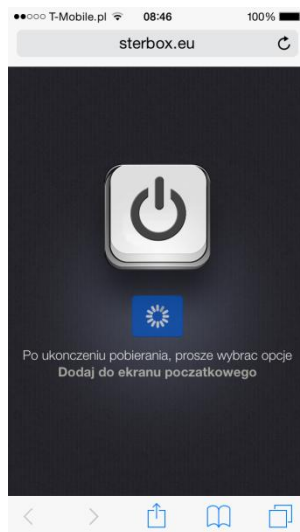 T-Mobile.pl 08:46 100%
sterbox.eu
Po ukonczeniu pobierania, prosze wybrac opcje
Dodaj do ekranu poczatkowego